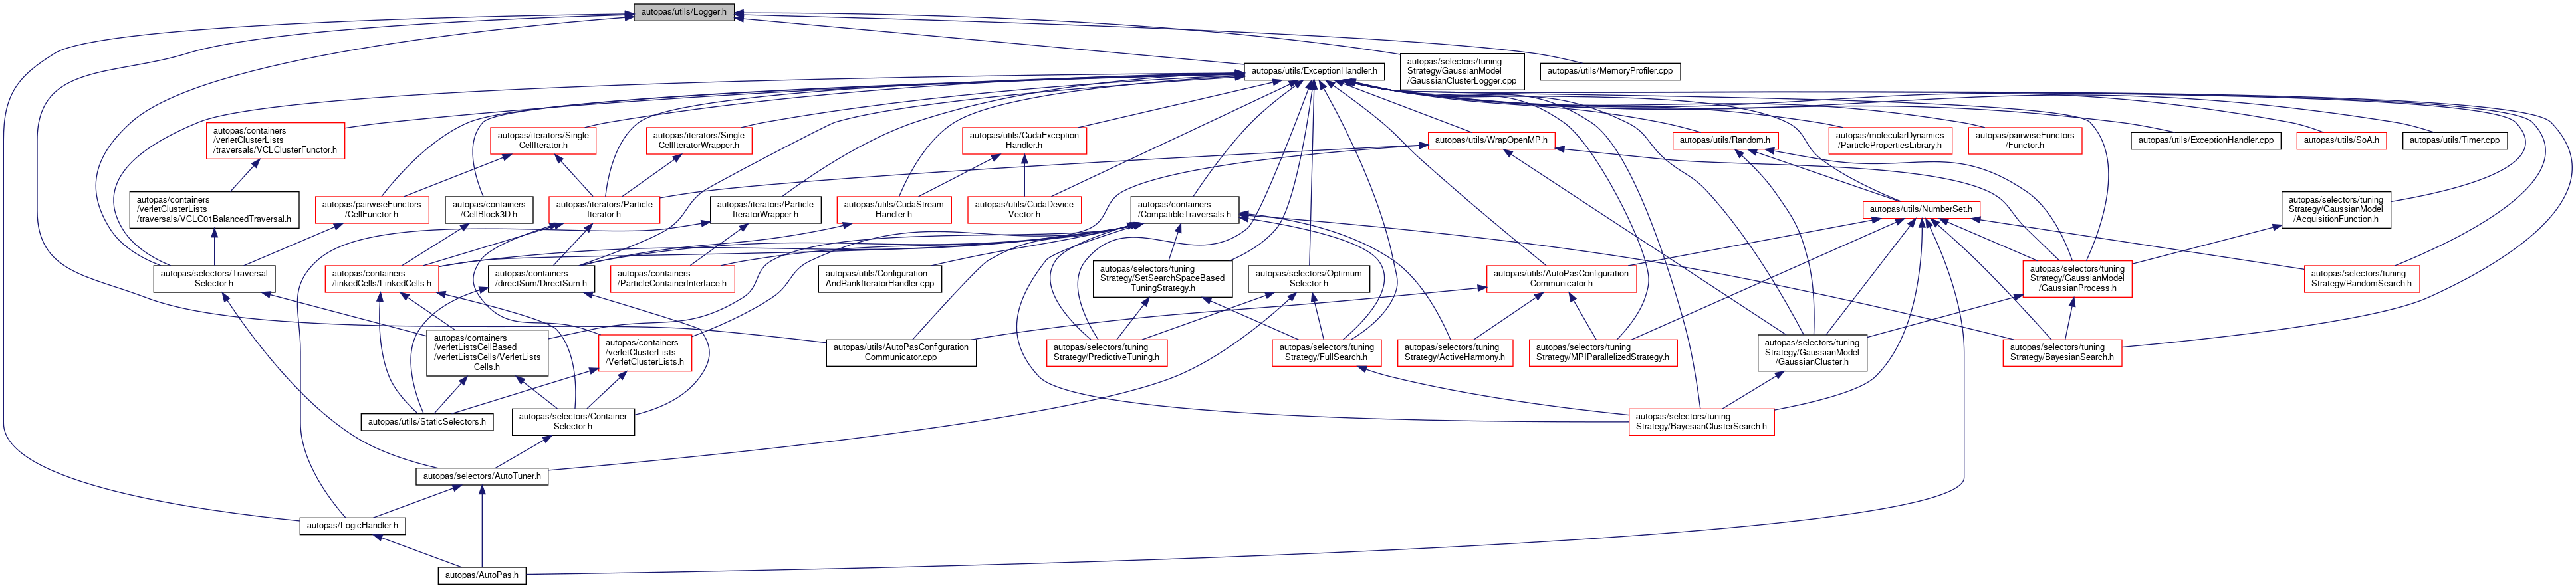 autopas/utils/Logger.h
autopas/selectors/tuning
Strategy/GaussianModel
/GaussianClusterLogger.cpp
autopas/utils/ExceptionHandler.h
autopas/utils/MemoryProfiler.cpp
autopas/containers
/verletClusterLists
/traversals/VCLClusterFunctor.h
autopas/iterators/Single
CellIterator.h
autopas/iterators/Single
CellIteratorWrapper.h
autopas/utils/CudaException
Handler.h
autopas/utils/WrapOpenMP.h
autopas/utils/Random.h
autopas/molecularDynamics
/ParticlePropertiesLibrary.h
autopas/pairwiseFunctors
/Functor.h
autopas/utils/ExceptionHandler.cpp
autopas/utils/SoA.h
autopas/utils/Timer.cpp
autopas/containers
/verletClusterLists
/traversals/VCLC01BalancedTraversal.h
autopas/pairwiseFunctors
/CellFunctor.h
autopas/containers
/CellBlock3D.h
autopas/iterators/Particle
Iterator.h
autopas/iterators/Particle
IteratorWrapper.h
autopas/utils/CudaStream
Handler.h
autopas/utils/CudaDevice
Vector.h
autopas/containers
/CompatibleTraversals.h
autopas/utils/NumberSet.h
autopas/selectors/tuning
Strategy/GaussianModel
/AcquisitionFunction.h
autopas/selectors/Traversal
Selector.h
autopas/containers
/linkedCells/LinkedCells.h
autopas/containers
/directSum/DirectSum.h
autopas/containers
/ParticleContainerInterface.h
autopas/utils/Configuration
AndRankIteratorHandler.cpp
autopas/selectors/tuning
Strategy/SetSearchSpaceBased
TuningStrategy.h
autopas/selectors/Optimum
Selector.h
autopas/utils/AutoPasConfiguration
Communicator.h
autopas/selectors/tuning
Strategy/GaussianModel
/GaussianProcess.h
autopas/selectors/tuning
Strategy/RandomSearch.h
autopas/containers
/verletListsCellBased
/verletListsCells/VerletLists
Cells.h
autopas/containers
/verletClusterLists
/VerletClusterLists.h
autopas/utils/AutoPasConfiguration
Communicator.cpp
autopas/selectors/tuning
Strategy/PredictiveTuning.h
autopas/selectors/tuning
Strategy/FullSearch.h
autopas/selectors/tuning
Strategy/ActiveHarmony.h
autopas/selectors/tuning
Strategy/MPIParallelizedStrategy.h
autopas/selectors/tuning
Strategy/GaussianModel
/GaussianCluster.h
autopas/selectors/tuning
Strategy/BayesianSearch.h
autopas/utils/StaticSelectors.h
autopas/selectors/Container
Selector.h
autopas/selectors/tuning
Strategy/BayesianClusterSearch.h
autopas/selectors/AutoTuner.h
autopas/LogicHandler.h
autopas/AutoPas.h